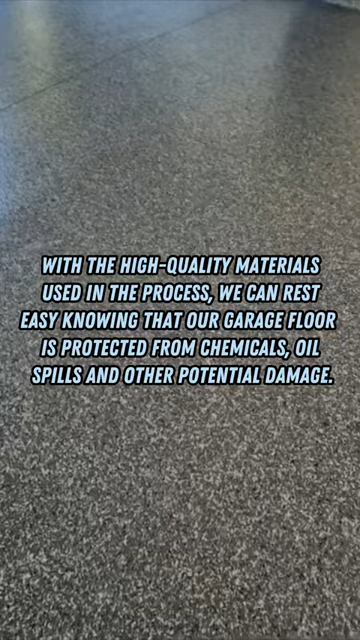 WITH THE HIGH-QUALITY MATERIALS
USED IN THE PROCESS, WE CAN REST
EASY KNOWING THAT OUR GARAGE FLOOR
IS PROTECTED FROM CHEMICALS, OIL
SPILLS AND OTHER POTENTIAL DAMAGE.